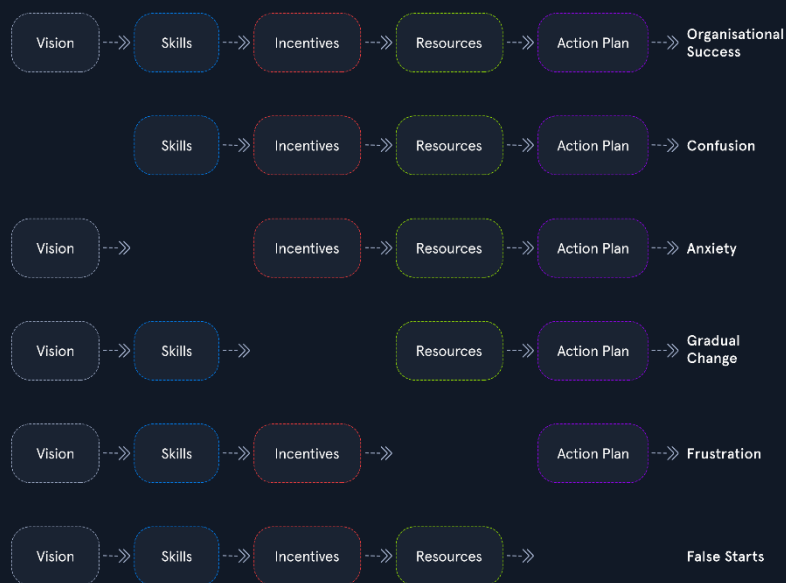 Vision Skills Incentives Resources Action Plan Organisational
Success
Skills Incentives Resources Action Plan Confusion
Vision Incentives Resources Action Plan Anxiety
Vision Skills Resources Action Plan Gradual
Change
Vision Skills Incentives Action Plan Frustration
Vision Skills Incentives Resources False Starts